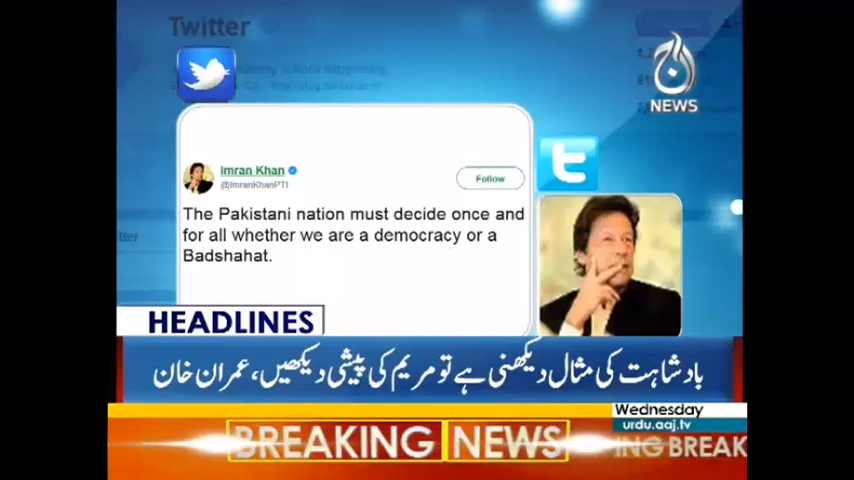 Twitter
NEWS
Imran Khan
@ImranKhanPTI
Follow
The Pakistani nation must decide once and
for all whether we are a democracy or a
Badshahat.
HEADLINES
بادشاہت کی مثال دیکھنی ہے تو مریم کی پیشی دیکھیں، عمران خان
Wednesday
urdu.aaj.tv
BREAKING NEWS
ING BREAK